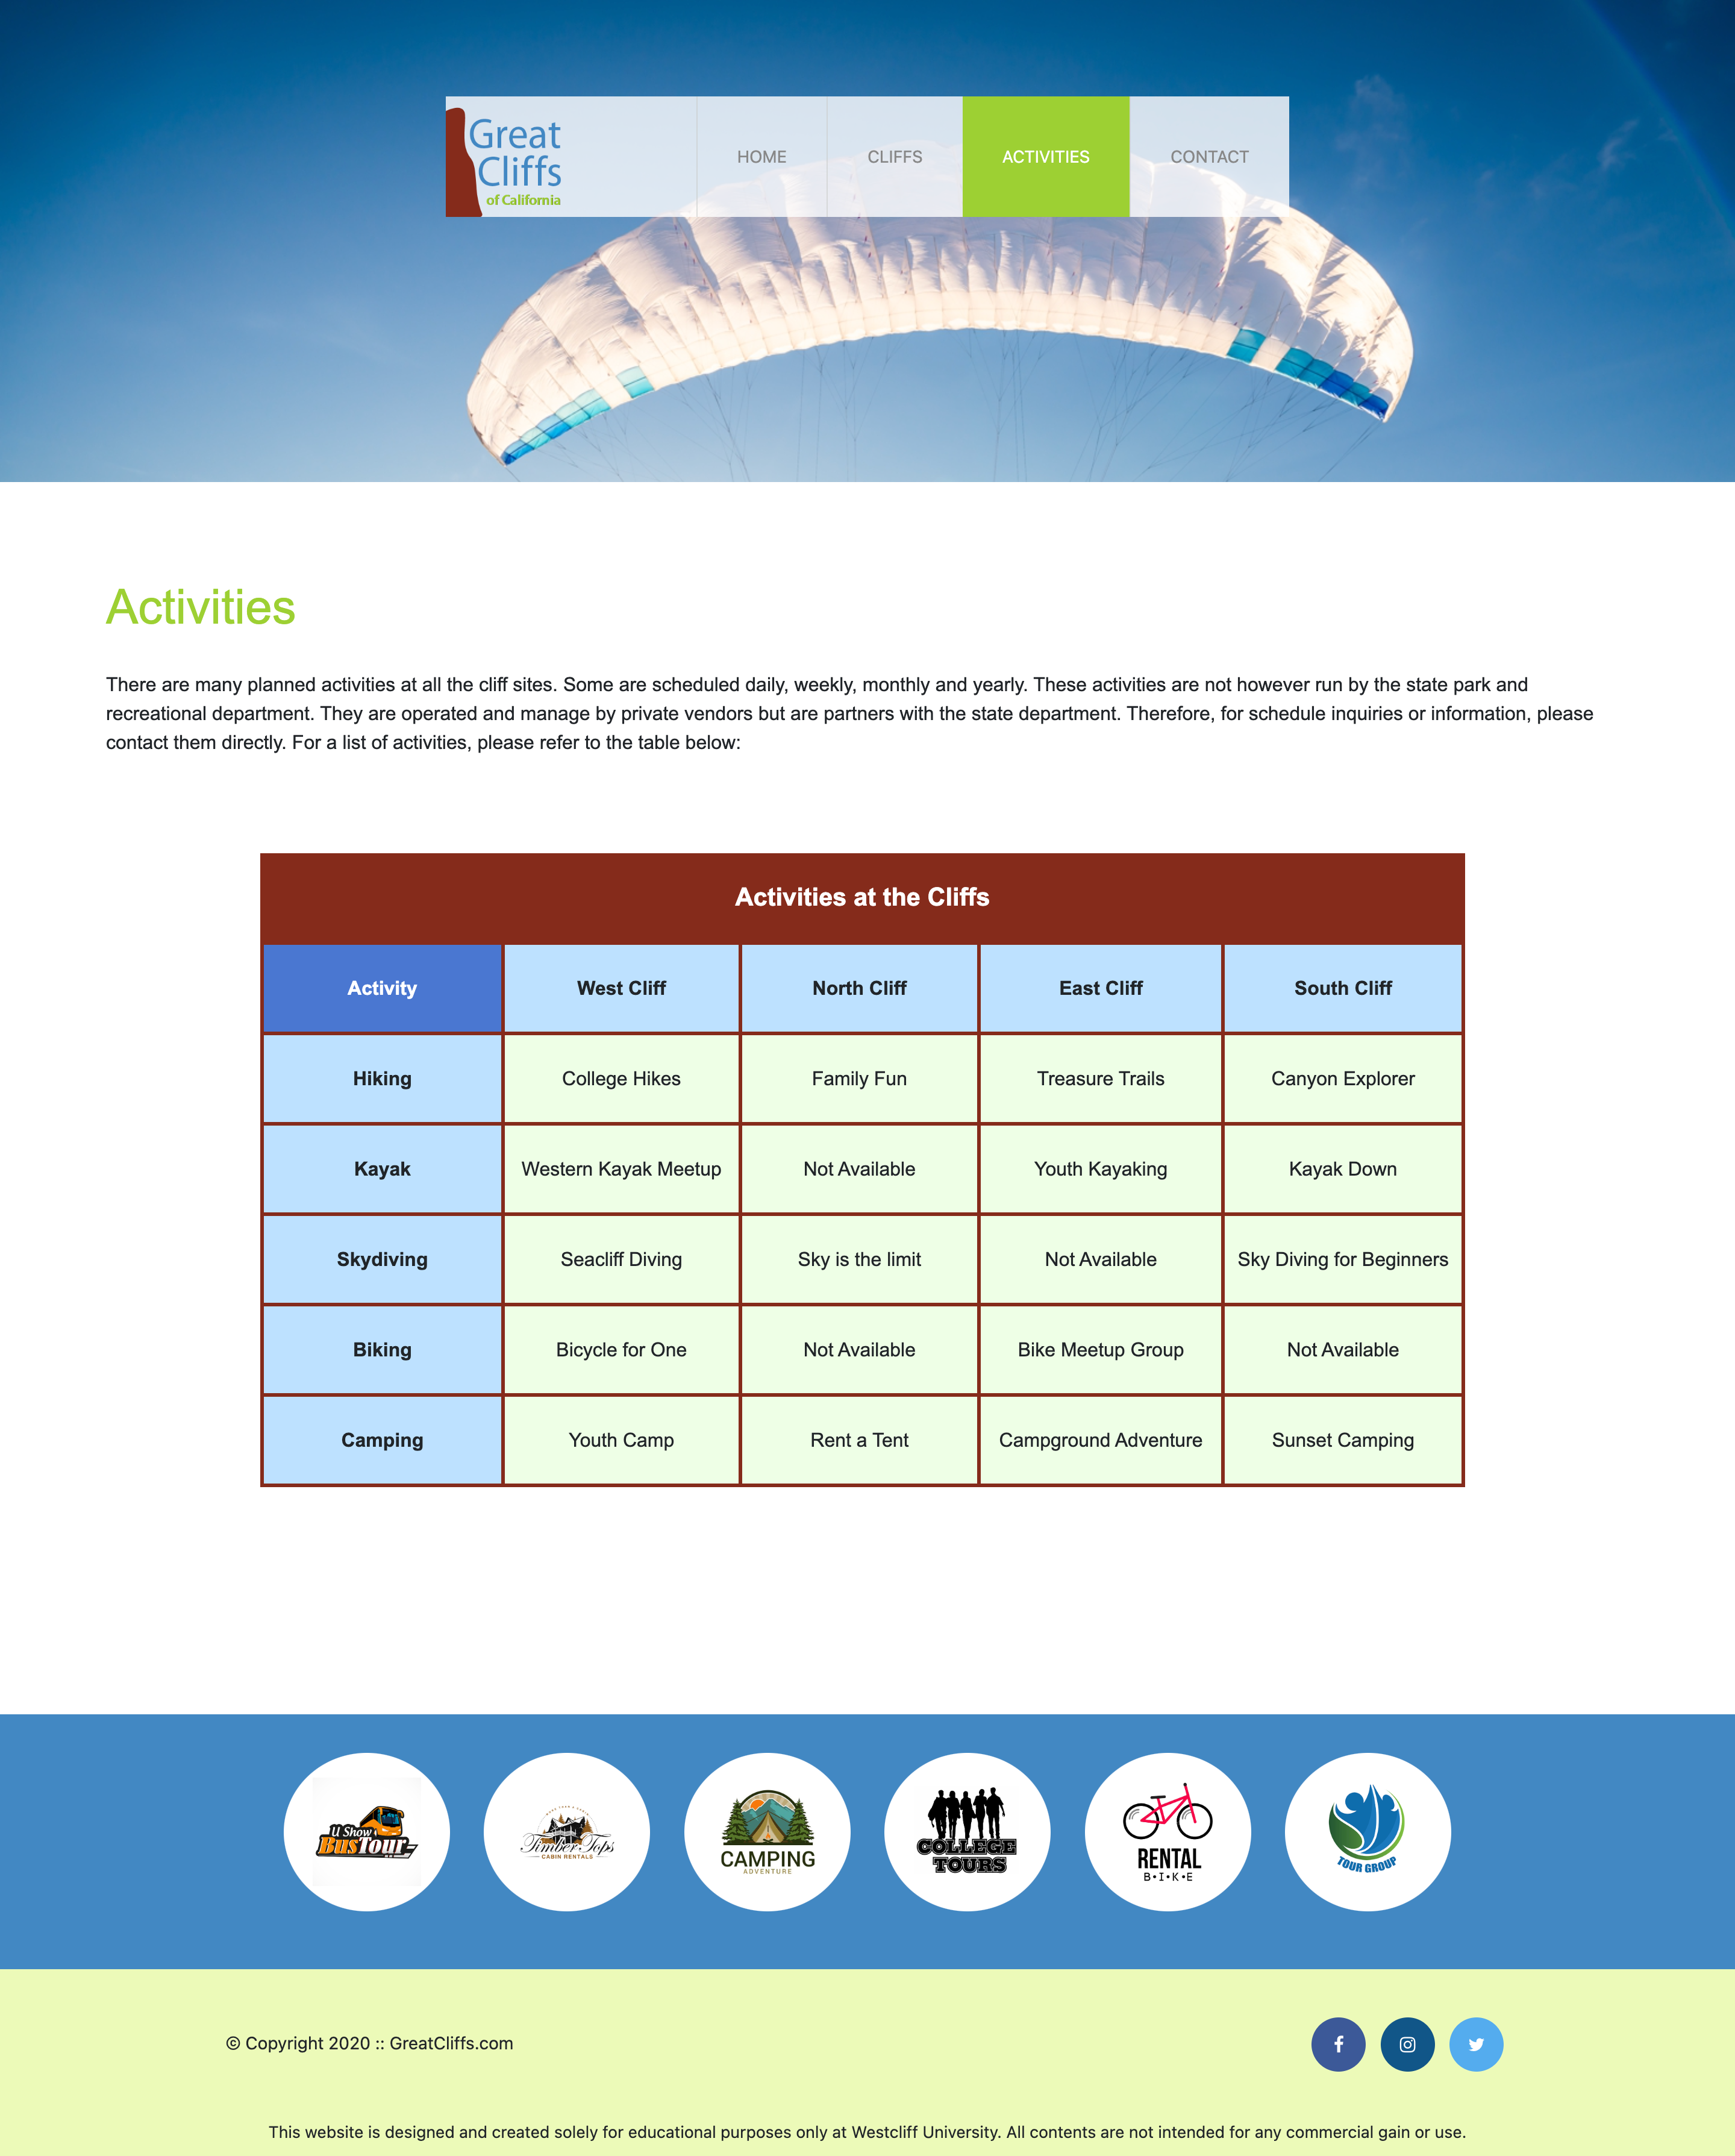 Great
Cliffs
of California
HOME CLIFFS ACTIVITIES CONTACT
Activities
There are many planned activities at all the cliff sites. Some are scheduled daily, weekly, monthly and yearly. These activities are not however run by the state park and
recreational department. They are operated and manage by private vendors but are partners with the state department. Therefore, for schedule inquiries or information, please
contact them directly. For a list of activities, please refer to the table below:
Activities at the Cliffs
Activity West Cliff North Cliff East Cliff South Cliff
Hiking College Hikes Family Fun Treasure Trails Canyon Explorer
Kayak Western Kayak Meetup Not Available Youth Kayaking Kayak Down
Skydiving Seacliff Diving Sky is the limit Not Available Sky Diving for Beginners
Biking Bicycle for One Not Available Bike Meetup Group Not Available
Camping Youth Camp Rent a Tent Campground Adventure Sunset Camping
U Show
BusTour
Timber Tops
CABIN RENTALS
CAMPING
ADVENTURE
COLLEGE
TOURS
RENTAL
B•I•K•E
TOUR GROUP
© Copyright 2020 :: GreatCliffs.com
This website is designed and created solely for educational purposes only at Westcliff University. All contents are not intended for any commercial gain or use.